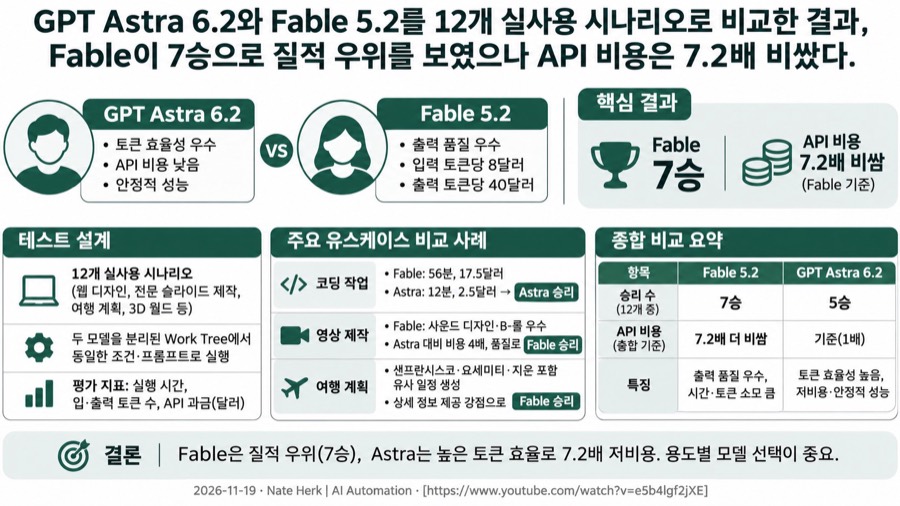 GPT Astra 6.2와 Fable 5.2를 12개 실사용 시나리오로 비교한 결과,
Fable이 7승으로 질적 우위를 보였으나 API 비용은 7.2배 비쌌다.
GPT Astra 6.2
• 토큰 효율성 우수
• API 비용 낮음
• 안정적 성능
VS
Fable 5.2
• 출력 품질 우수
• 입력 토큰당 8달러
• 출력 토큰당 40달러
핵심 결과
Fable
7승
API 비용
7.2배 비쌈
(Fable 기준)
테스트 설계
12개 실사용 시나리오
(웹 디자인, 전문 슬라이드 제작,
여행 계획, 3D 월드 등)
두 모델을 분리된 Work Tree에서
동일한 조건·프롬프트로 실행
평가 지표: 실행 시간,
입·출력 토큰 수, API 과금(달러)
주요 유스케이스 비교 사례
</> 코딩 작업
• Fable: 56분, 17.5달러
• Astra: 12분, 2.5달러 → Astra 승리
영상 제작
• Fable: 사운드 디자인·B-롤 우수
• Astra 대비 비용 4배, 품질로 Fable 승리
여행 계획
• 샌프란시스코·요세미티·지운 포함
유사 일정 생성
• 상세 정보 제공 강점으로 Fable 승리
종합 비교 요약
항목 Fable 5.2 GPT Astra 6.2
승리 수
(12개 중)
7승 5승
API 비용
(출합 기준)
7.2배 더 비쌈 기준(1배)
특징
출력 품질 우수,
시간·토큰 소모 큼
토큰 효율성 높음,
저비용·안정적 성능
결론 | Fable은 질적 우위(7승), Astra는 높은 토큰 효율로 7.2배 저비용. 용도별 모델 선택이 중요.
2026-11-19 · Nate Herk | AI Automation · [https://www.youtube.com/watch?v=e5b4lgf2jXE]